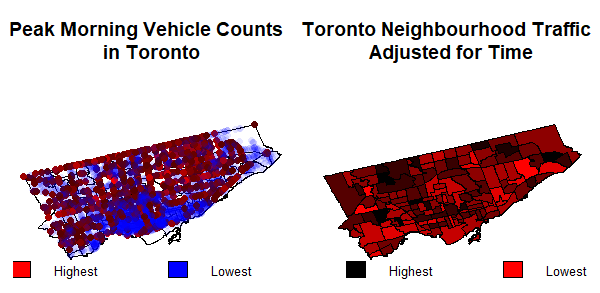 Peak Morning Vehicle Counts
in Toronto
Toronto Neighbourhood Traffic
Adjusted for Time
Highest
Lowest
Highest
Lowest